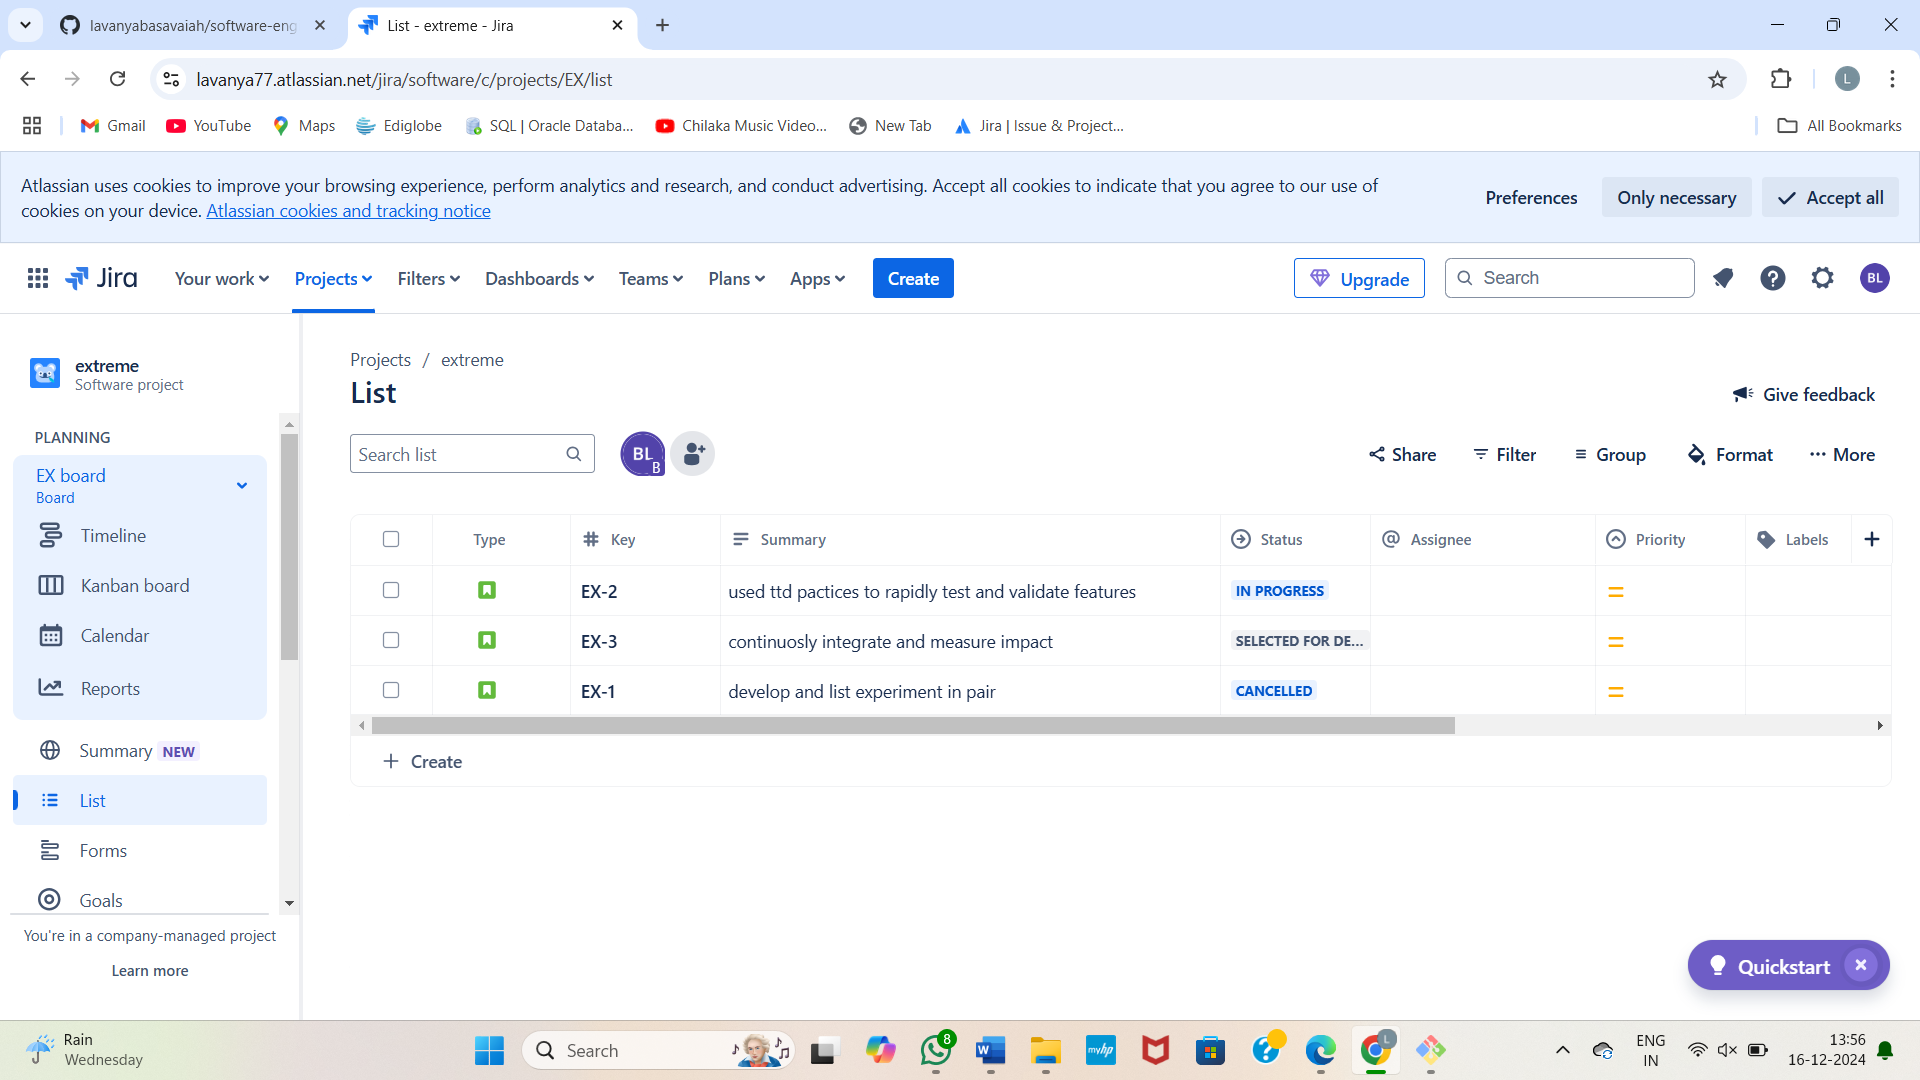 lavanyabasavaiah/software-eng
List - extreme - Jira
lavanya77.atlassian.net/jira/software/c/projects/EX/list
L
Gmail
YouTube
Maps
Ediglobe
SQL | Oracle Databa...
Chilaka Music Video...
New Tab
Jira | Issue & Project...
All Bookmarks
Atlassian uses cookies to improve your browsing experience, perform analytics and research, and conduct advertising. Accept all cookies to indicate that you agree to our use of
cookies on your device. Atlassian cookies and tracking notice
Preferences
Only necessary
Accept all
Jira
Your work
Projects
Filters
Dashboards
Teams
Plans
Apps
Create
Upgrade
Search
BL
extreme
Software project
PLANNING
EX board
Board
Timeline
Kanban board
Calendar
Reports
Summary NEW
List
Forms
Goals
You're in a company-managed project
Learn more
Projects / extreme
List
Give feedback
Search list
BL
B
Share
Filter
Group
Format
More
Type Key Summary Status Assignee Priority Labels
EX-2 used ttd pactices to rapidly test and validate features IN PROGRESS
EX-3 continuosly integrate and measure impact SELECTED FOR DE...
EX-1 develop and list experiment in pair CANCELLED
+ Create
Quickstart
Rain
Wednesday
Search
8
myhp
L
ENG
IN
13:56
16-12-2024